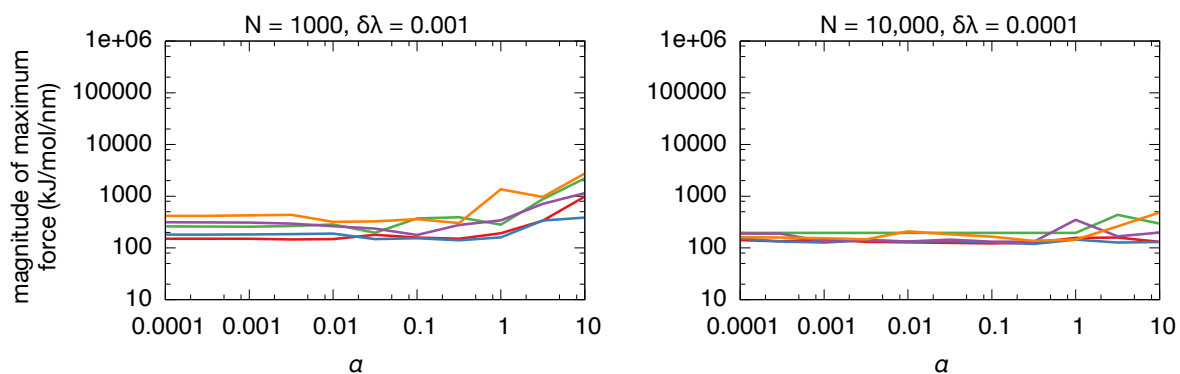 N = 1000, δλ = 0.001
magnitude of maximum
force (kJ/mol/nm)
1e+06
100000
10000
1000
100
10
0.0001 0.001 0.01 0.1 1 10
α
N = 10,000, δλ = 0.0001
1e+06
100000
10000
1000
100
10
0.0001 0.001 0.01 0.1 1 10
α